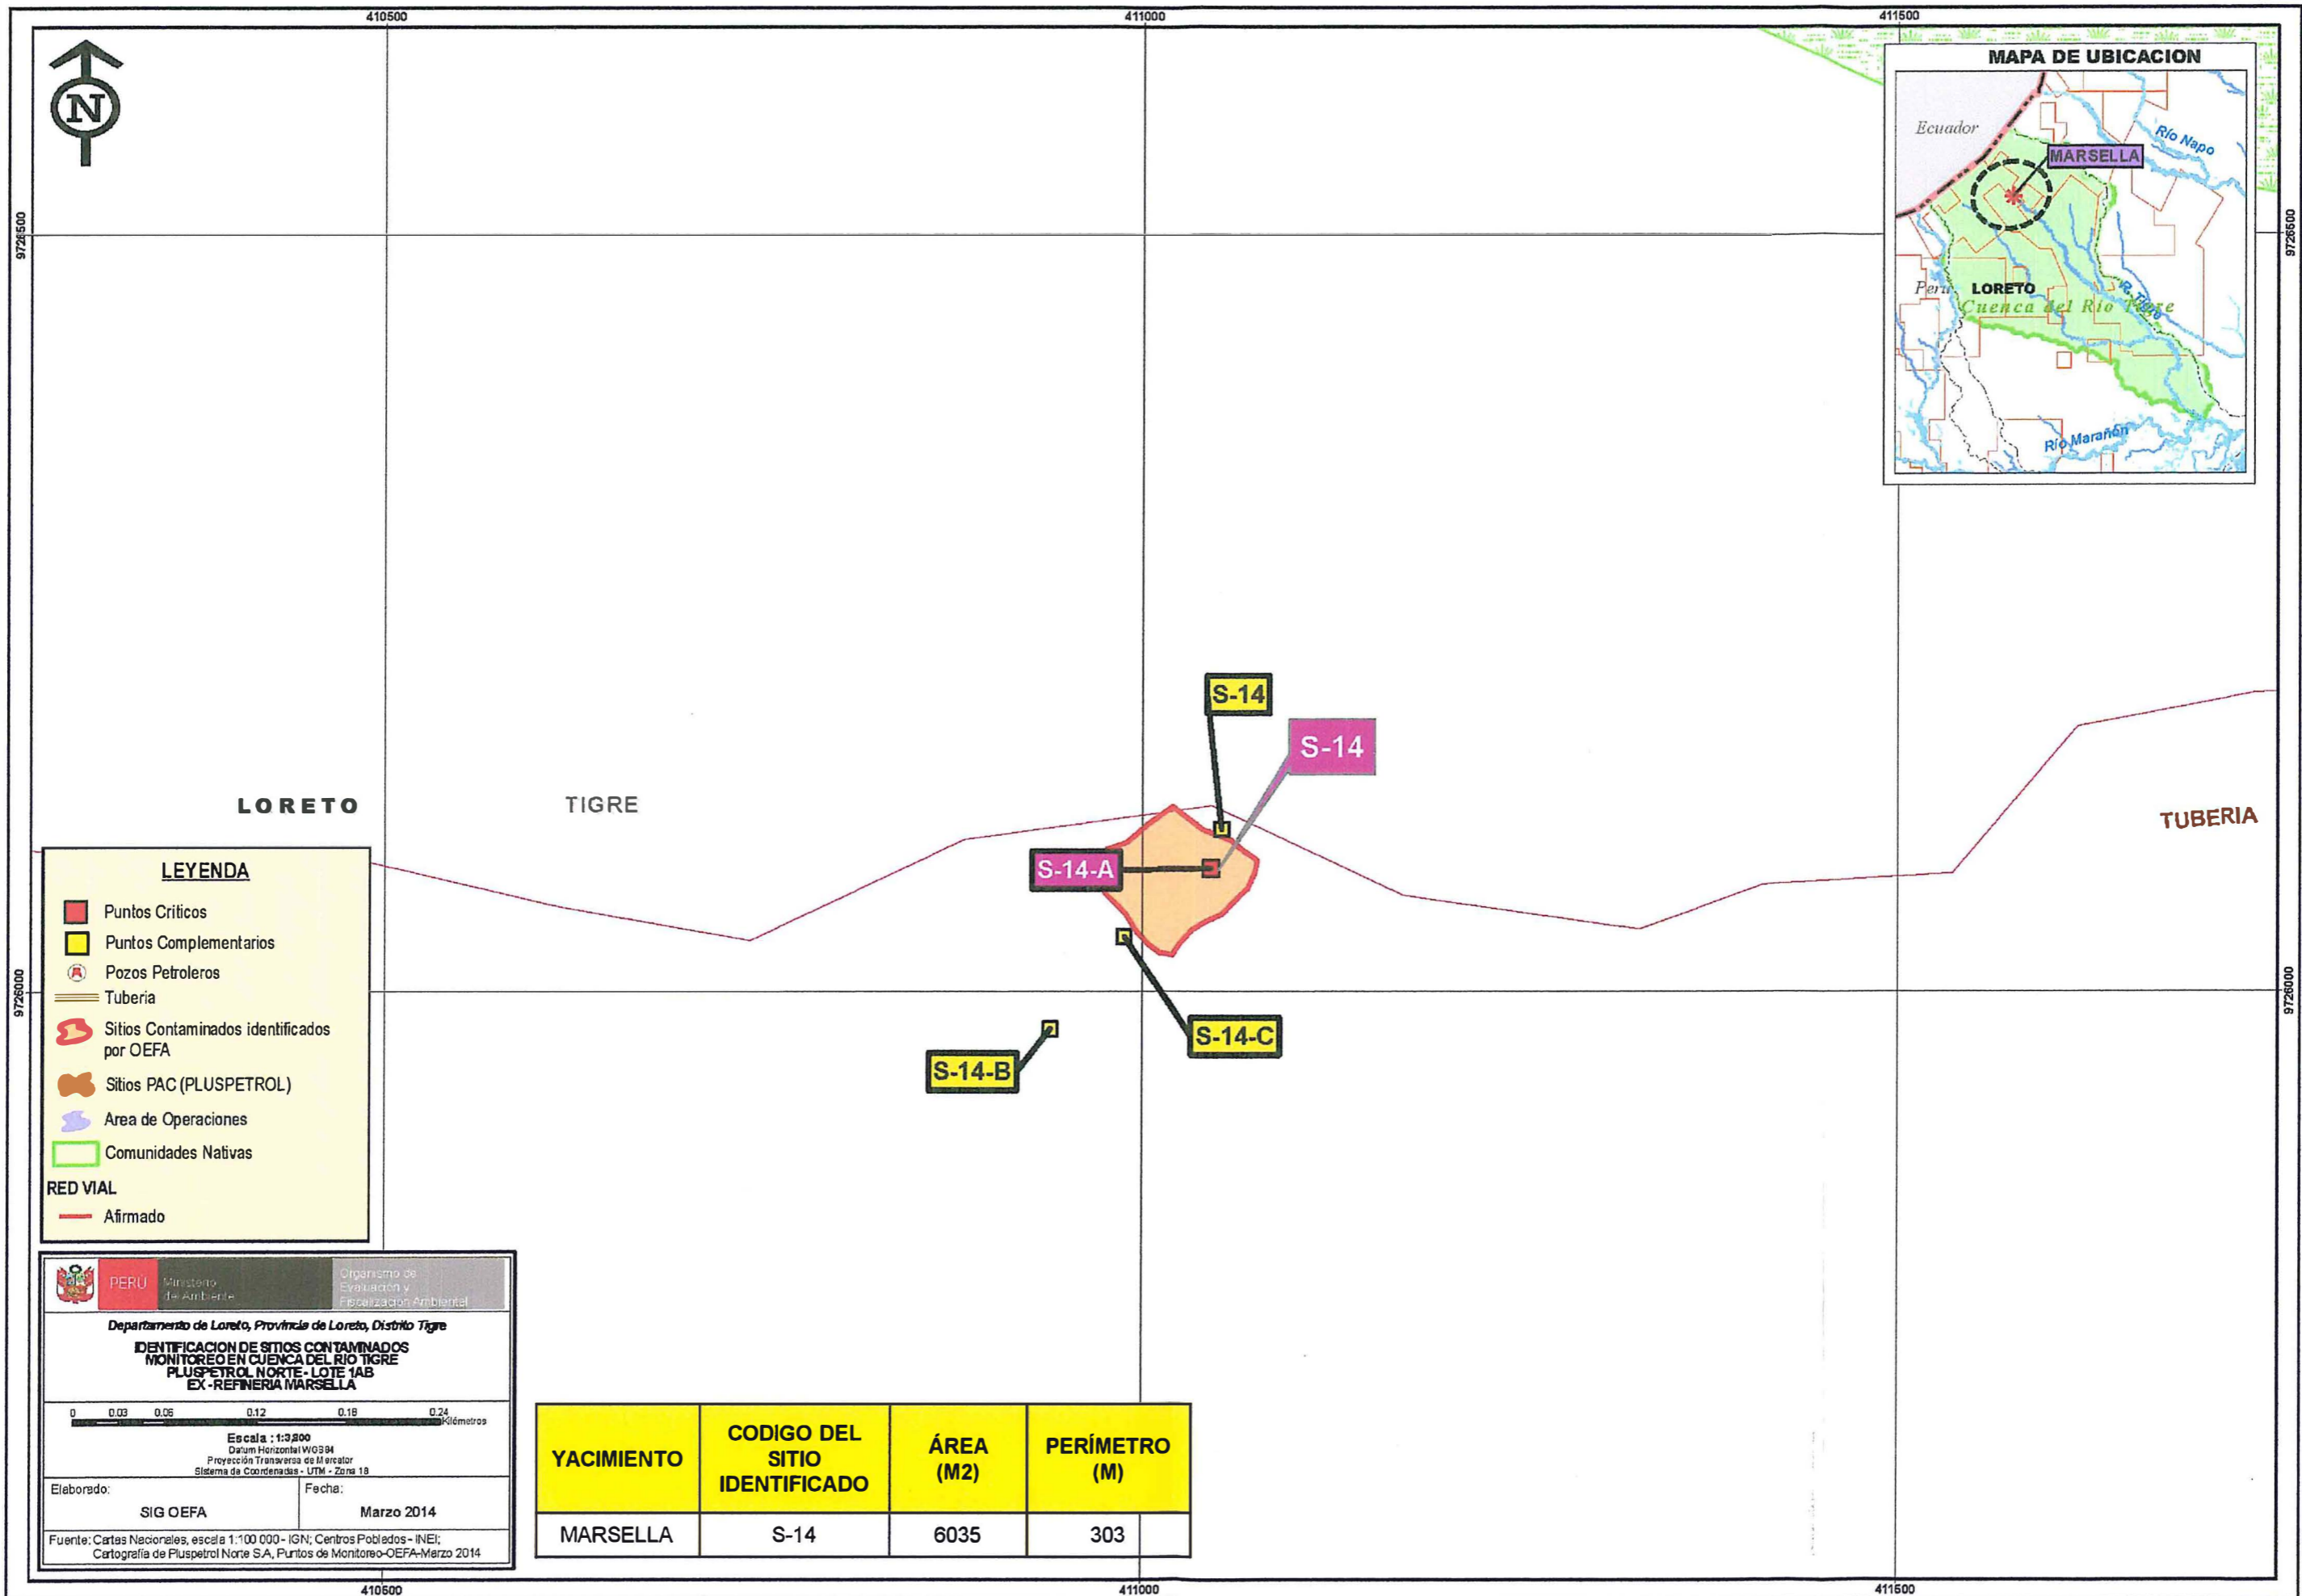 410500
411000
411500
N
MAPA DE UBICACION
Ecuador
Río Napo
MARSELLA
Perú
LORETO
Cuenca del Río Tigre
R. Tigre
Río Marañón
9726500
9726500
S-14
S-14
S-14-A
LORETO
TIGRE
TUBERIA
S-14-C
S-14-B
9726000
9726000
LEYENDA
Puntos Criticos
Puntos Complementarios
Pozos Petroleros
Tuberia
Sitios Contaminados identificados
por OEFA
Sitios PAC (PLUSPETROL)
Area de Operaciones
Comunidades Nativas
RED VIAL
Afirmado
PERÚ
Ministerio
del Ambiente
Organismo de
Evaluación y
Fiscalización Ambiental
Departamento de Loreto, Provincia de Loreto, Distrito Tigre
IDENTIFICACION DE SITIOS CONTAMINADOS
MONITOREO EN CUENCA DEL RIO TIGRE
PLUSPETROL NORTE - LOTE 1AB
EX - REFINERIA MARSELLA
0 0.03 0.06 0.12 0.18 0.24
Kilómetros
Escala :
Datum Horizontal WGS84
Proyección Transversa de Mercator
Sistema de Coordenadas - UTM - Zona 18
Elaborado:
SIG OEFA
Fecha:
Marzo 2014
Fuente: Cartas Nacionales, escala 1:100 000 - IGN; Centros Poblados - INEI;
Cartografía de Pluspetrol Norte S.A, Puntos de Monitoreo-OEFA-Marzo 2014
YACIMIENTO CODIGO DEL SITIO IDENTIFICADO ÁREA (M2) PERÍMETRO (M)
MARSELLA S-14 6035 303
410500
411000
411500